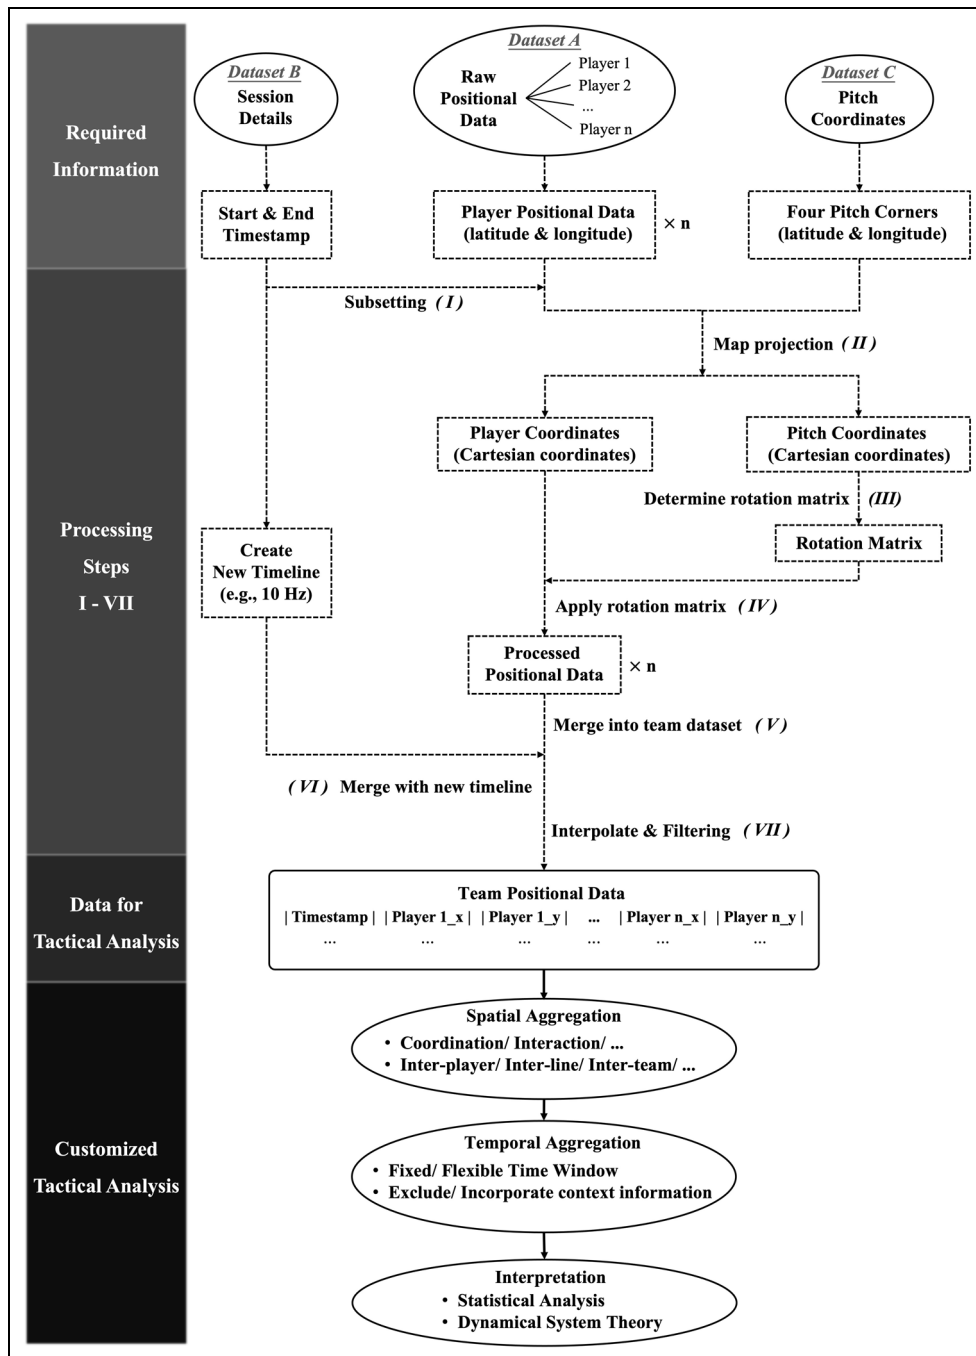 Required
Information
Dataset B
Session
Details
Dataset A
Raw
Positional
Data
Player 1
Player 2
...
Player n
Dataset C
Pitch
Coordinates
Start & End
Timestamp
Player Positional Data
(latitude & longitude)
× n
Four Pitch Corners
(latitude & longitude)
Processing
Steps
I - VII
Subsetting (I)
Map projection (II)
Player Coordinates
(Cartesian coordinates)
Pitch Coordinates
(Cartesian coordinates)
Determine rotation matrix (III)
Rotation Matrix
Create
New Timeline
(e.g., 10 Hz)
Apply rotation matrix (IV)
Processed
Positional Data
× n
Merge into team dataset (V)
(VI) Merge with new timeline
Interpolate & Filtering (VII)
Data for
Tactical Analysis
Team Positional Data
| Timestamp | | Player 1_x | | Player 1_y | ... | Player n_x | | Player n_y |
... ... ... ... ... ...
Customized
Tactical Analysis
Spatial Aggregation
• Coordination/ Interaction/ ...
• Inter-player/ Inter-line/ Inter-team/ ...
Temporal Aggregation
• Fixed/ Flexible Time Window
• Exclude/ Incorporate context information
Interpretation
• Statistical Analysis
• Dynamical System Theory